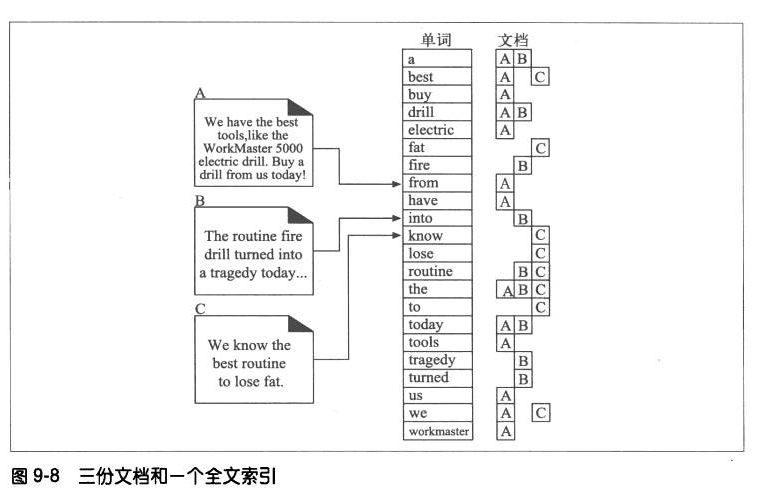 单词 文档
a A B
best A C
buy A
drill A B
electric A
fat C
fire B
from A
have A
into B
know C
lose C
routine B C
the A B C
to C
today A B
tools A
tragedy B
turned B
us A
we A C
workmaster A
A
We have the best
tools,like the
WorkMaster 5000
electric drill. Buy a
drill from us today!
B
The routine fire
drill turned into
a tragedy today...
C
We know the
best routine
to lose fat.
图 9-8 三份文档和一个全文索引